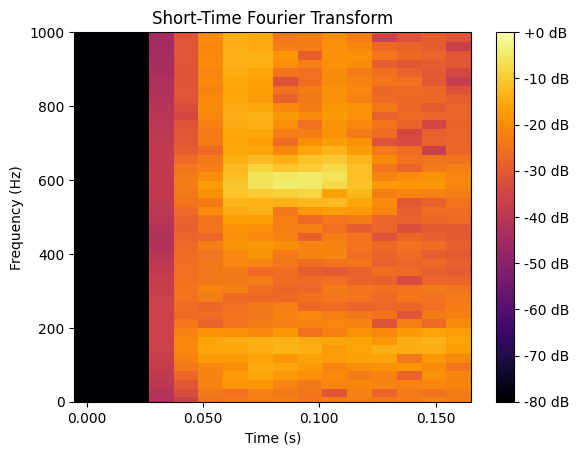 Short-Time Fourier Transform
1000
800
600
400
200
0
Frequency (Hz)
0.000
0.050
0.100
0.150
Time (s)
+0 dB
-10 dB
-20 dB
-30 dB
-40 dB
-50 dB
-60 dB
-70 dB
-80 dB